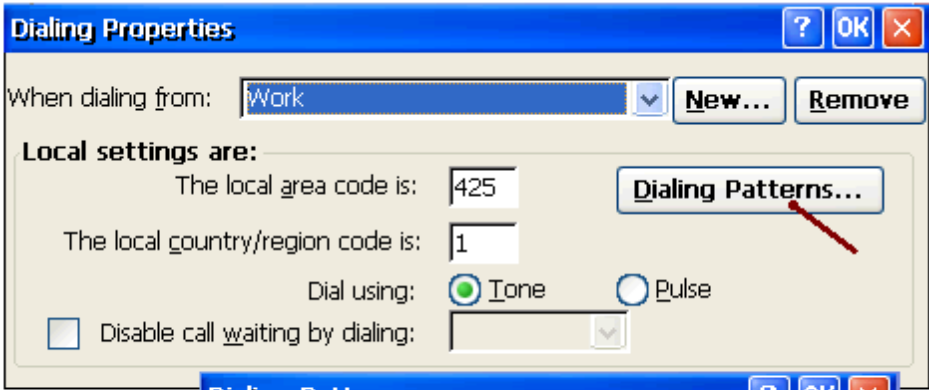 Dialing Properties ? OK
When dialing from: Work New... Remove
Local settings are:
The local area code is: 425 Dialing Patterns...
The local country/region code is: 1
Dial using: Tone Pulse
Disable call waiting by dialing:
Dialing ? OK